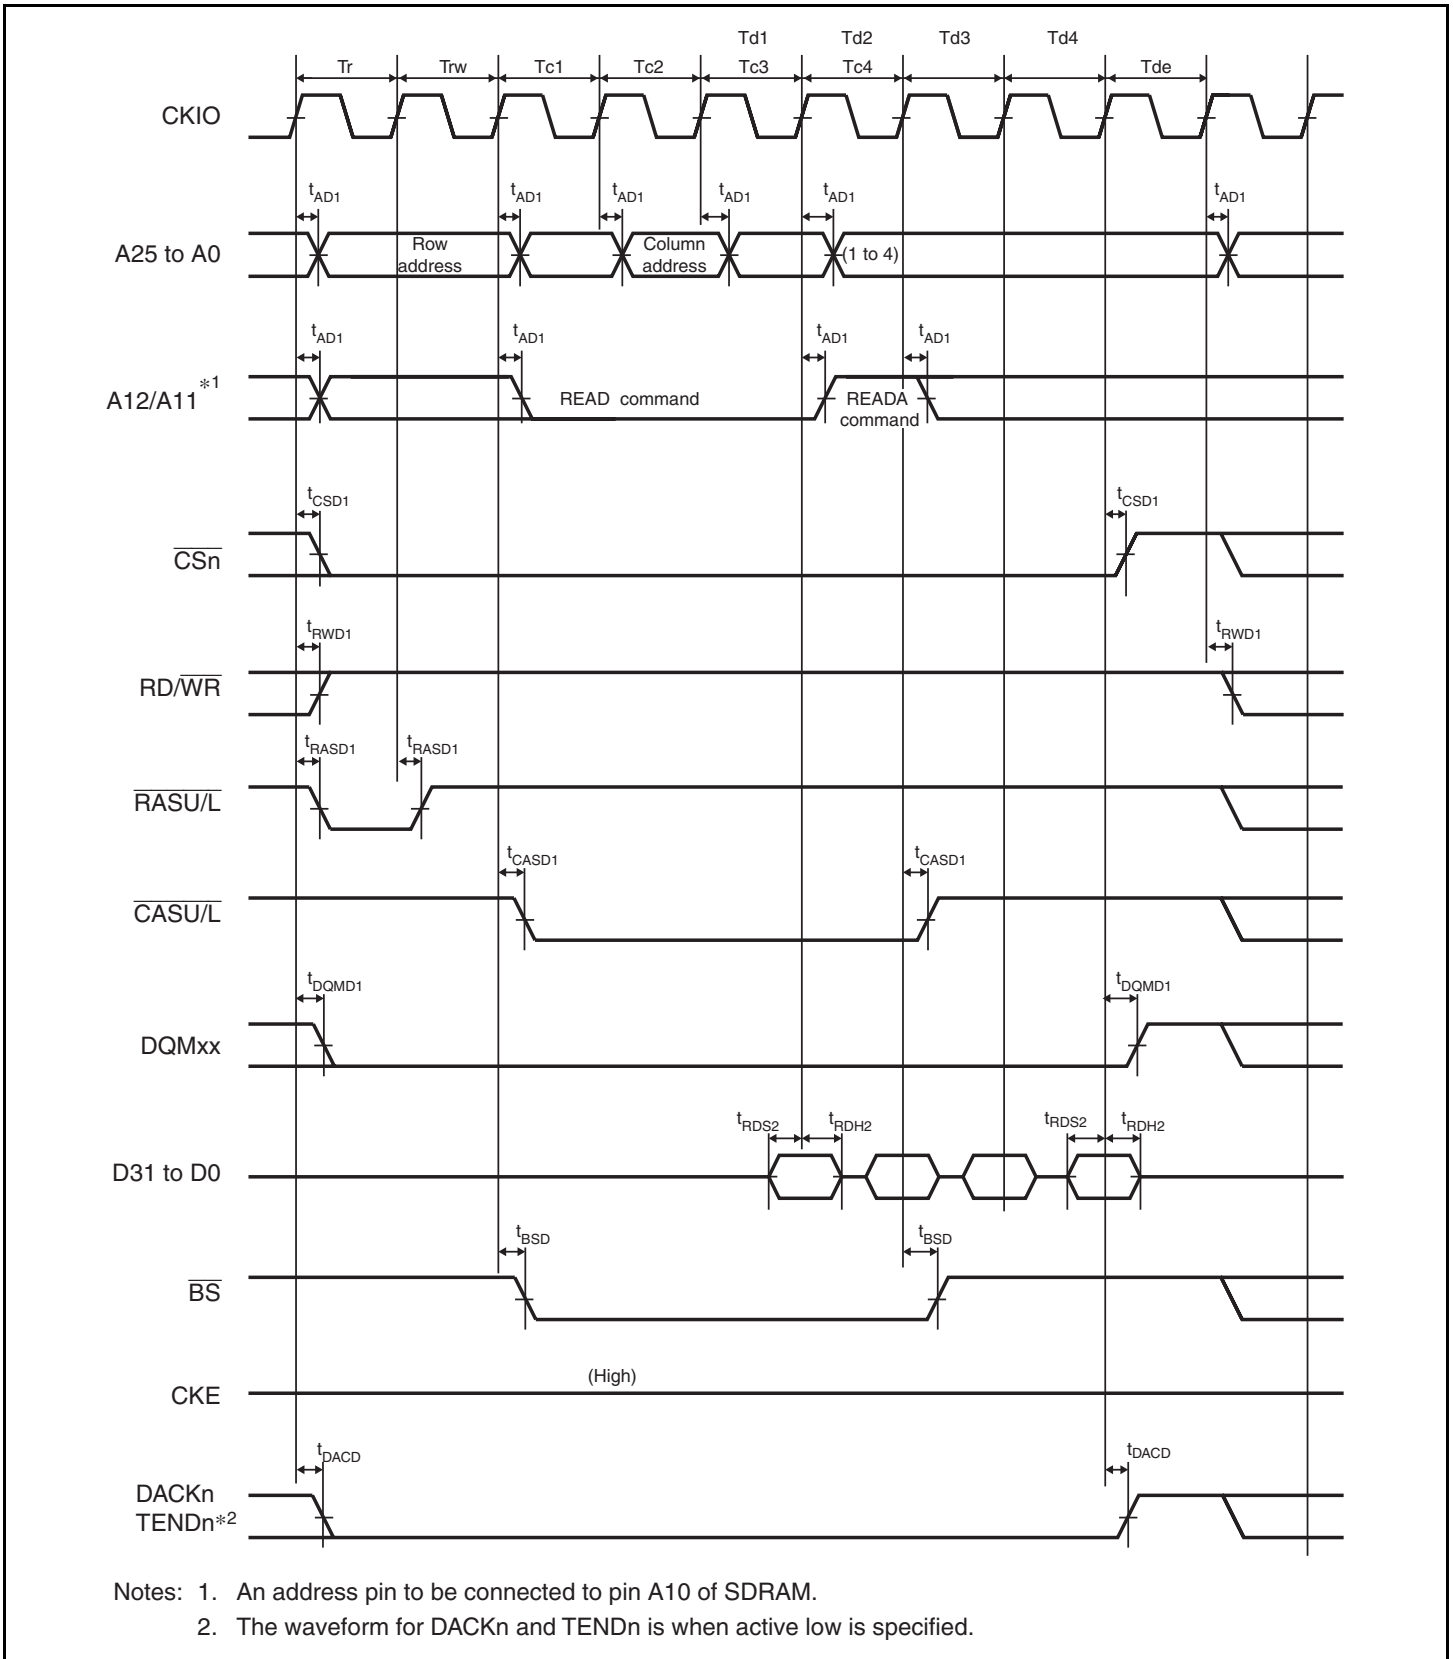 Td1 Td2 Td3 Td4
Tr Trw Tc1 Tc2 Tc3 Tc4 Tde
CKIO
tAD1 tAD1 tAD1 tAD1 tAD1 tAD1
A25 to A0
Row address
Column address
(1 to 4)
tAD1 tAD1 tAD1 tAD1
A12/A11*1
READ command
READA command
tCSD1 tCSD1
CSn
tRWD1 tRWD1
RD/WR
tRASD1 tRASD1
RASU/L
tCASD1 tCASD1
CASU/L
tDQMD1 tDQMD1
DQMxx
tRDS2 tRDH2 tRDS2 tRDH2
D31 to D0
tBSD tBSD
BS
(High)
CKE
tDACD tDACD
DACKn
TENDn*2
Notes: 1. An address pin to be connected to pin A10 of SDRAM.
2. The waveform for DACKn and TENDn is when active low is specified.